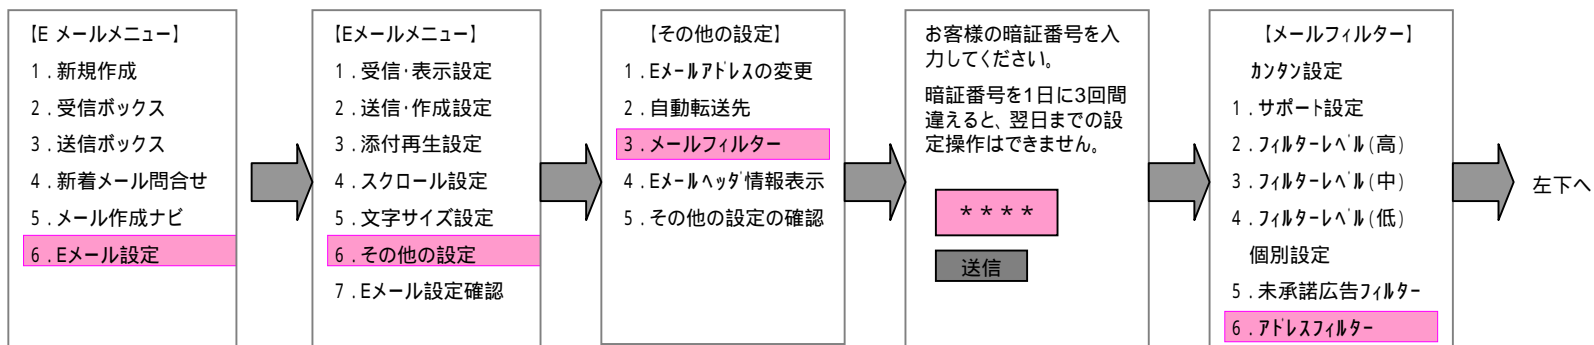 【E メールメニュー】
1．新規作成
2．受信ボックス
3．送信ボックス
4．新着メール問合せ
5．メール作成ナビ
6．Eメール設定
【Eメールメニュー】
1．受信・表示設定
2．送信・作成設定
3．添付再生設定
4．スクロール設定
5．文字サイズ設定
6．その他の設定
7．Eメール設定確認
【その他の設定】
1．Eメールアドレスの変更
2．自動転送先
3．メールフィルター
4．Eメールヘッダ情報表示
5．その他の設定の確認
お客様の暗証番号を入
力してください。
暗証番号を1日に3回間
違えると、翌日までの設
定操作はできません。
＊＊＊＊
送信
【メールフィルター】
カンタン設定
1．サポート設定
2．フィルターレベル(高)
3．フィルターレベル(中)
4．フィルターレベル(低)
個別設定
5．未承諾広告フィルター
6．アドレスフィルター
左下へ